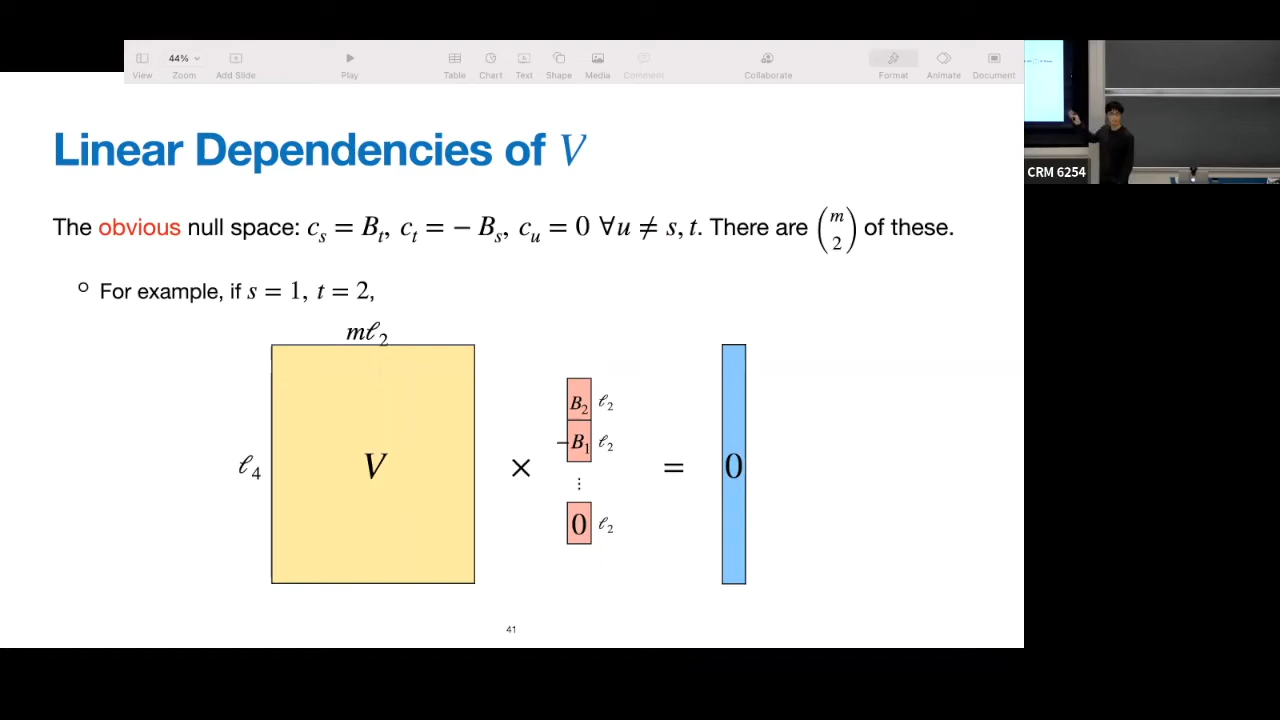 44%
View Zoom Add Slide Play Table Chart Text Shape Media Comment Collaborate Format Animate Document
CRM 6254
Linear Dependencies of V
The obvious null space: c_s = B_t, c_t = − B_s, c_u = 0 ∀u ≠ s, t. There are (m 2) of these.
○ For example, if s = 1, t = 2,
mℓ_2
ℓ_4
V
×
B_2 ℓ_2
−B_1 ℓ_2
⋮
0 ℓ_2
=
0
41